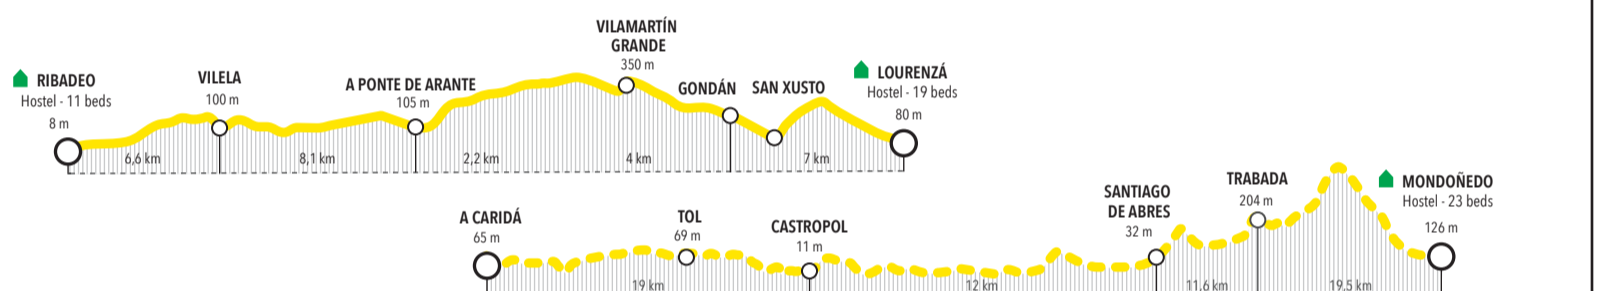 RIBADEO
Hostel - 11 beds
8 m
VILELA
100 m
A PONTE DE ARANTE
105 m
VILAMARTÍN
GRANDE
350 m
GONDÁN
SAN XUSTO
LOURENZÁ
Hostel - 19 beds
80 m
6,6 km
8,1 km
2,2 km
4 km
7 km
A CARIDÁ
65 m
TOL
69 m
CASTROPOL
11 m
SANTIAGO
DE ABRES
32 m
TRABADA
204 m
MONDOÑEDO
Hostel - 23 beds
126 m
19 km
12 km
11,6 km
19,5 km